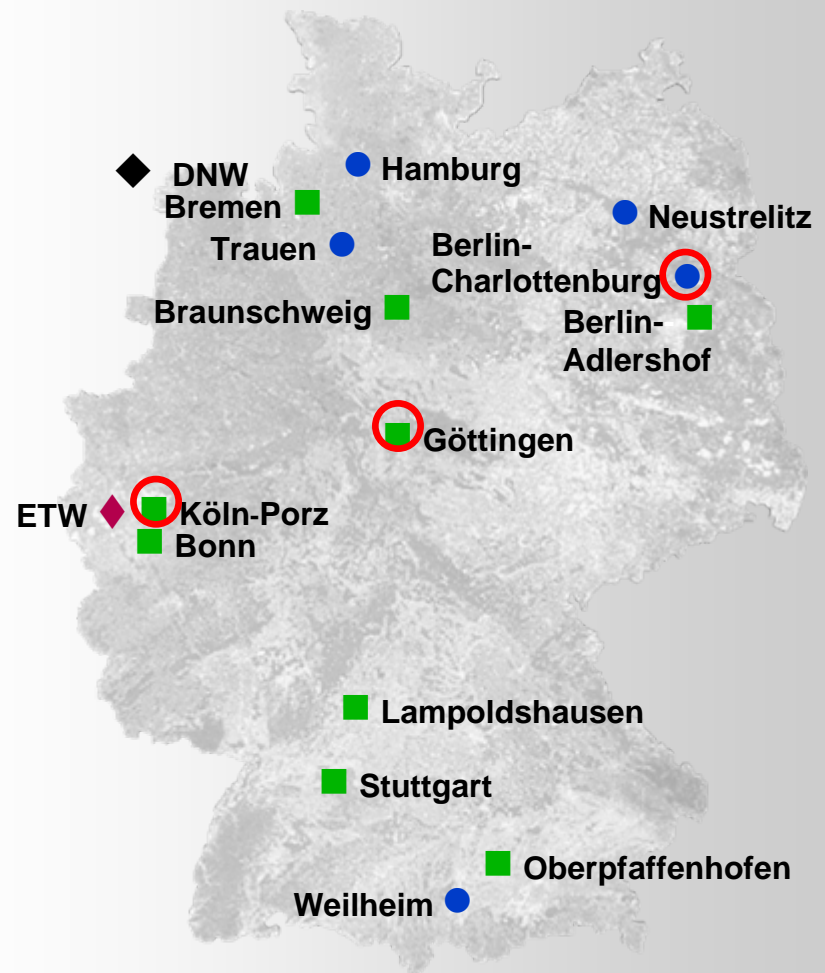 DNW
Hamburg
Bremen
Neustrelitz
Trauen
Berlin-
Charlottenburg
Braunschweig
Berlin-
Adlershof
Göttingen
ETW
Köln-Porz
Bonn
Lampoldshausen
Stuttgart
Oberpfaffenhofen
Weilheim